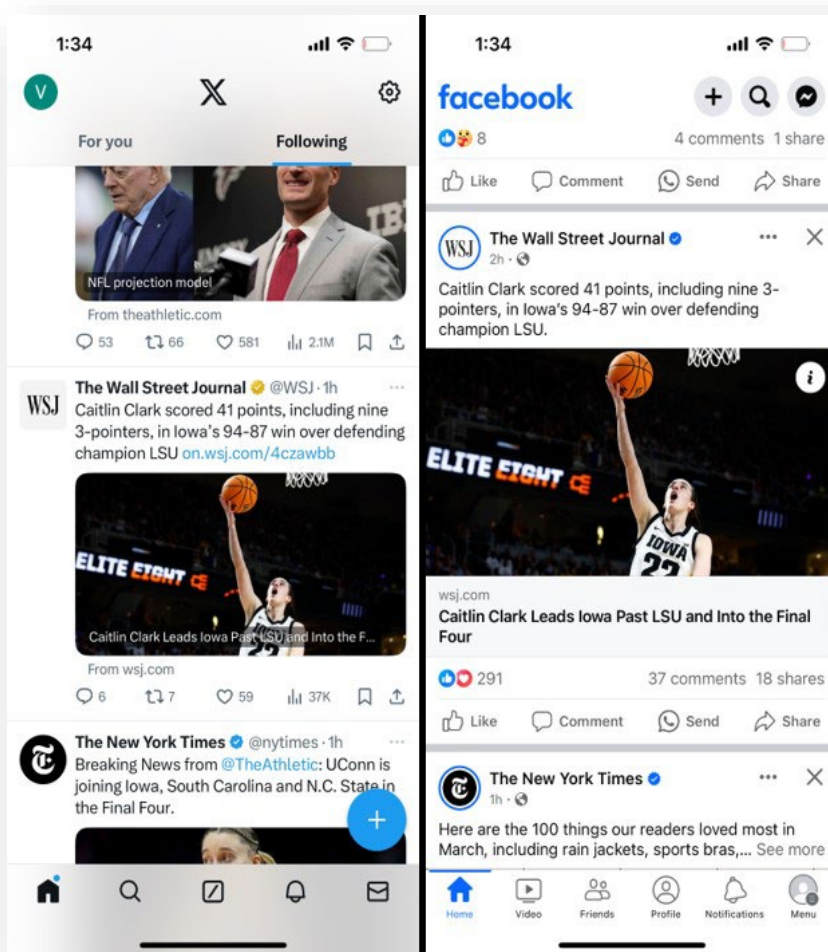 1:34
V
X
For you
Following
IBE
NFL projection model
From theathletic.com
53
66
581
2.1M
WSJ
The Wall Street Journal @WSJ · 1h
Caitlin Clark scored 41 points, including nine
3-pointers, in Iowa's 94-87 win over defending
champion LSU on.wsj.com/4czawbb
ELITE EIGHT
22
Caitlin Clark Leads Iowa Past LSU and Into the F...
From wsj.com
6
7
59
37K
The New York Times @nytimes · 1h
Breaking News from @TheAthletic: UConn is
joining Iowa, South Carolina and N.C. State in
the Final Four.
1:34
facebook
8
4 comments 1 share
Like
Comment
Send
Share
WSJ
The Wall Street Journal
2h
Caitlin Clark scored 41 points, including nine 3-
pointers, in Iowa's 94-87 win over defending
champion LSU.
ELITE EIGHT
IOWA
22
wsj.com
Caitlin Clark Leads Iowa Past LSU and Into the Final
Four
291
37 comments 18 shares
Like
Comment
Send
Share
The New York Times
1h
Here are the 100 things our readers loved most in
March, including rain jackets, sports bras,... See more
Home
Video
Friends
Profile
Notifications
Menu